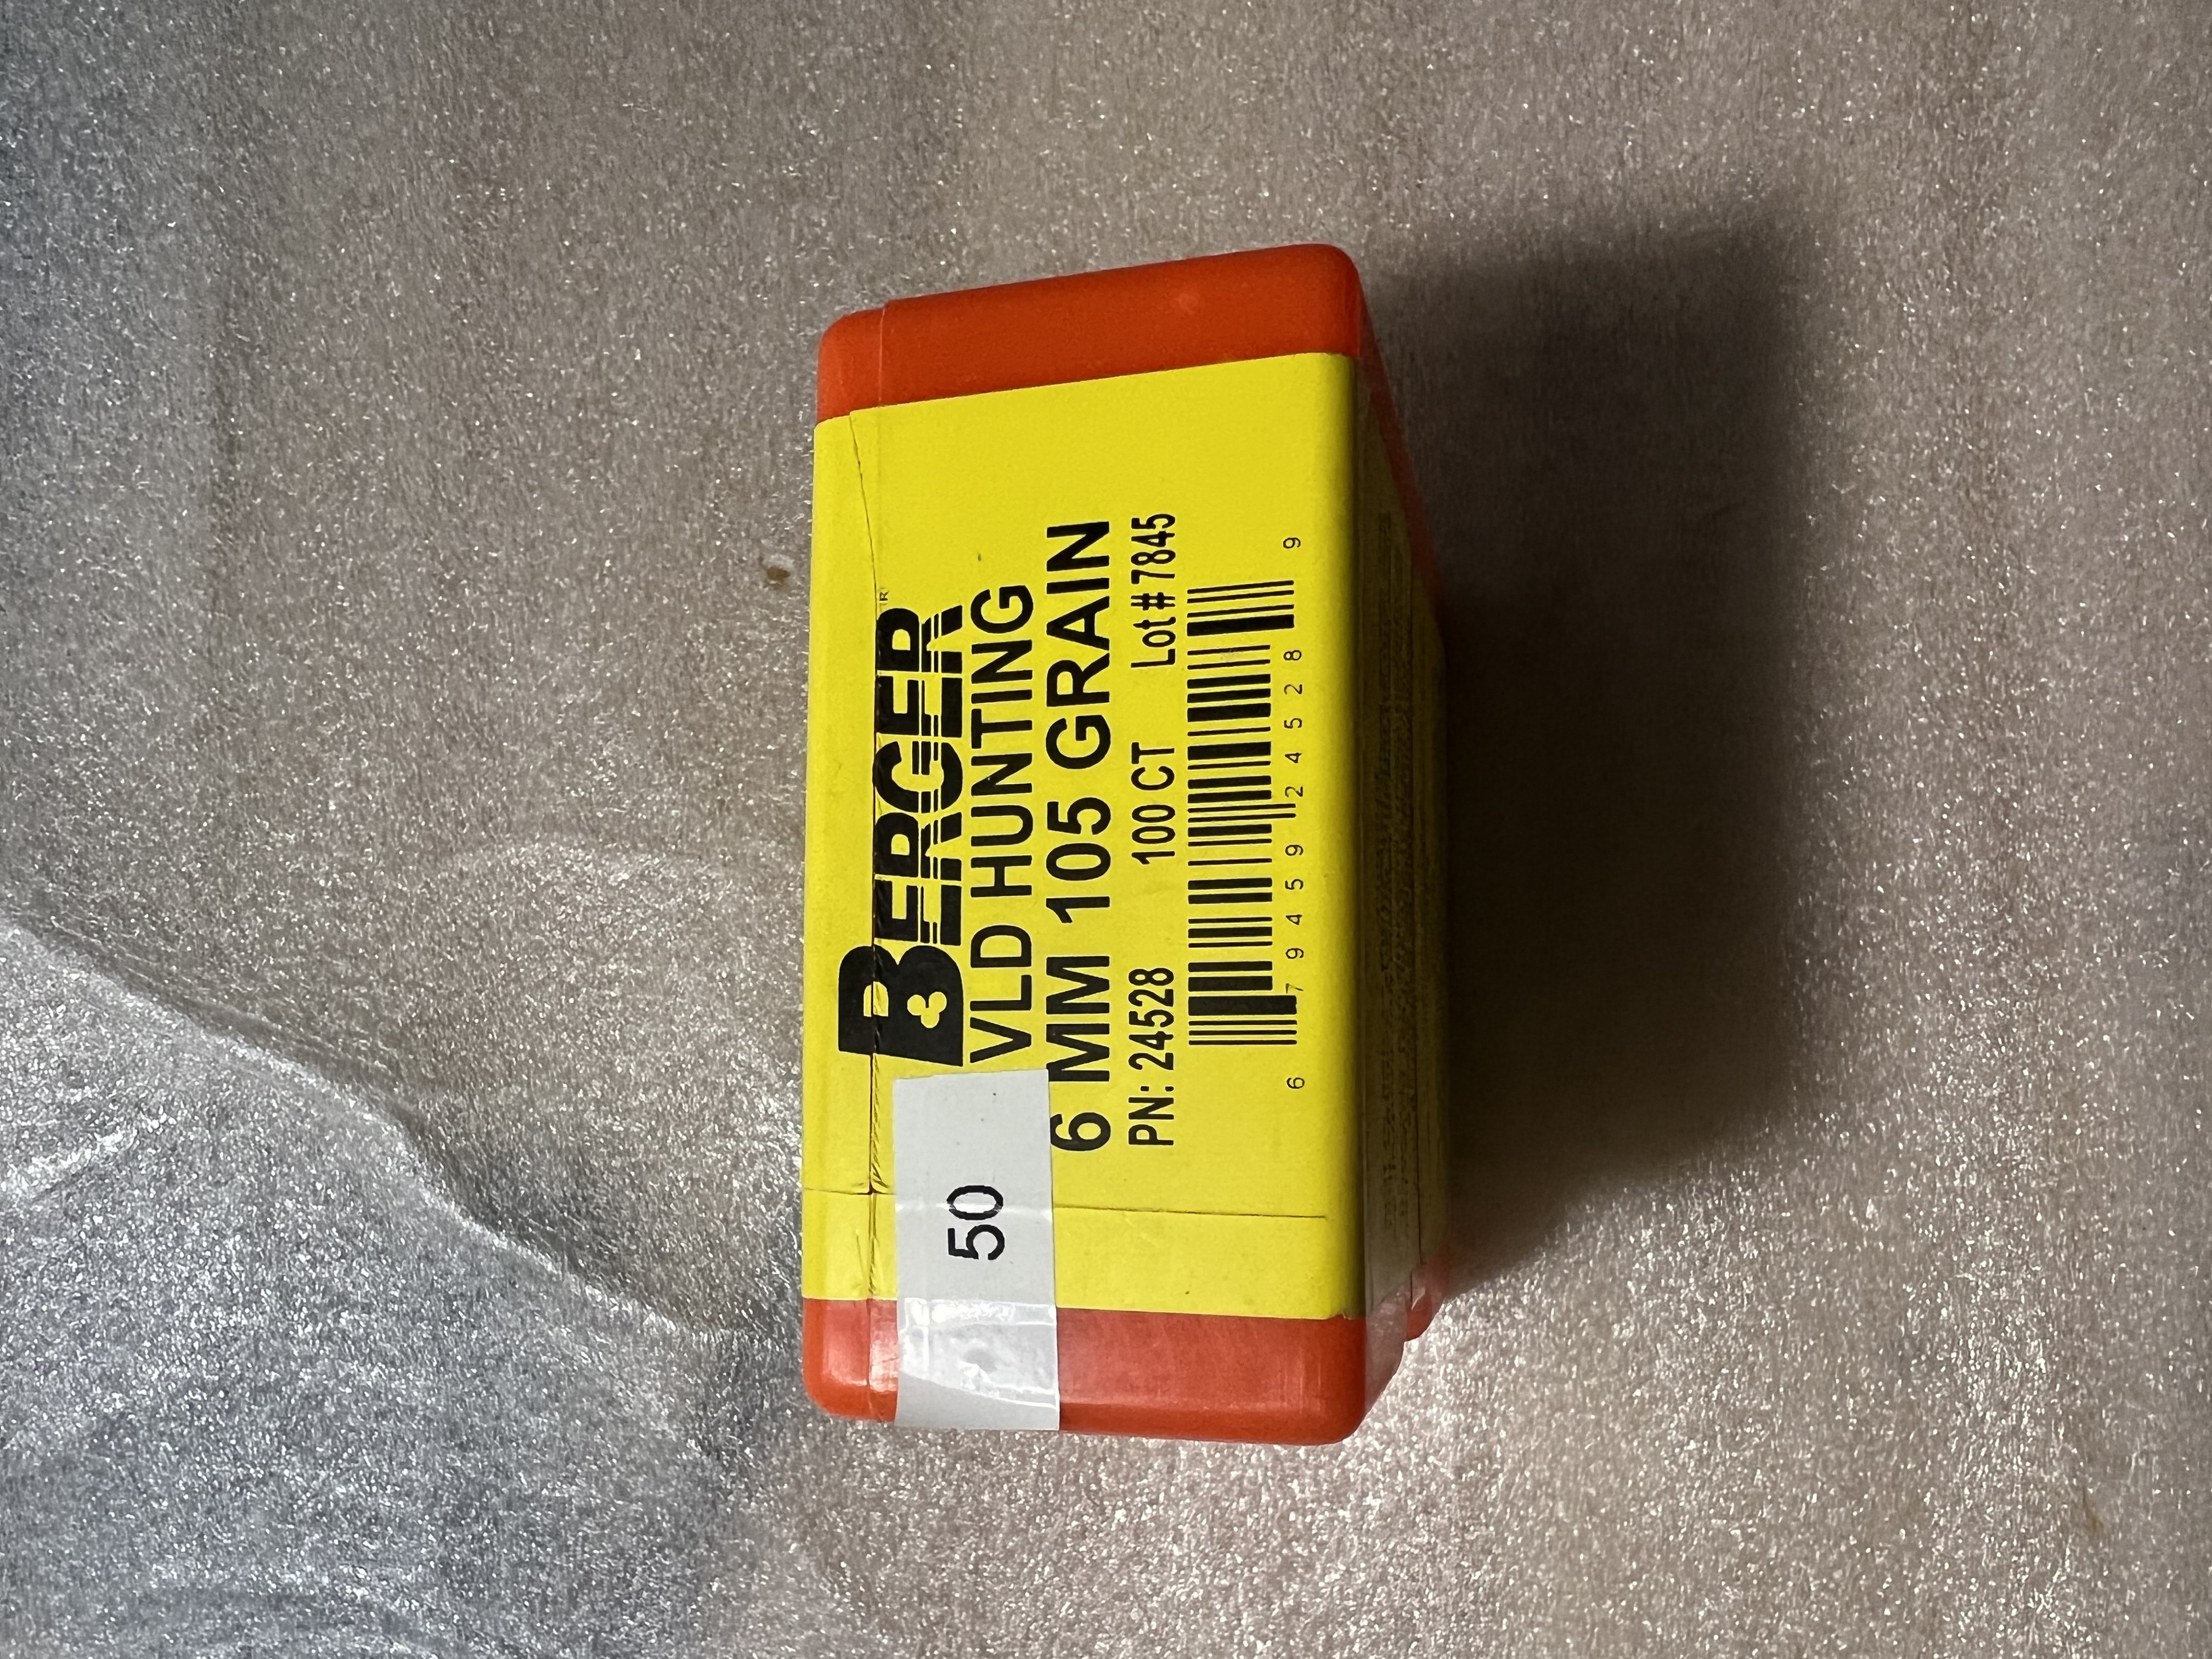 BERGER®
VLD HUNTING
6 MM 105 GRAIN
PN: 24528 100 CT Lot # 7845
6 79459 24528 9
50